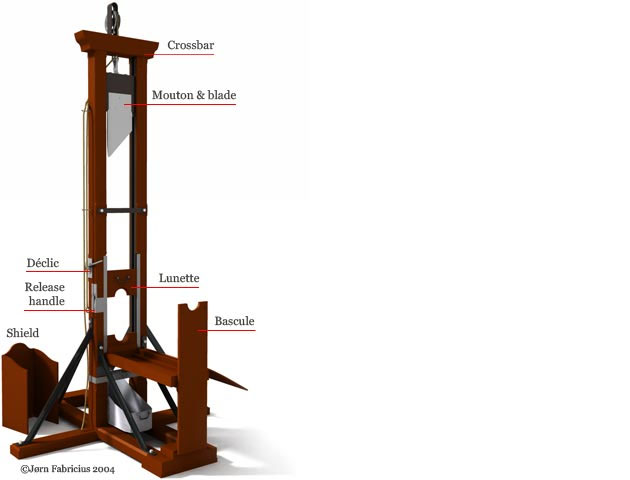 Crossbar
Mouton & blade
Déclic
Lunette
Release
handle
Bascule
Shield
©Jørn Fabricius 2004